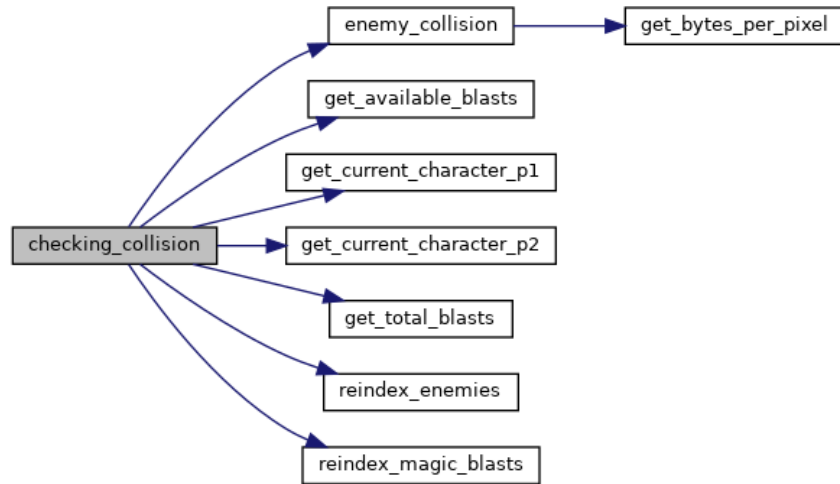 enemy_collision
get_bytes_per_pixel
get_available_blasts
get_current_character_p1
checking_collision
get_current_character_p2
get_total_blasts
reindex_enemies
reindex_magic_blasts